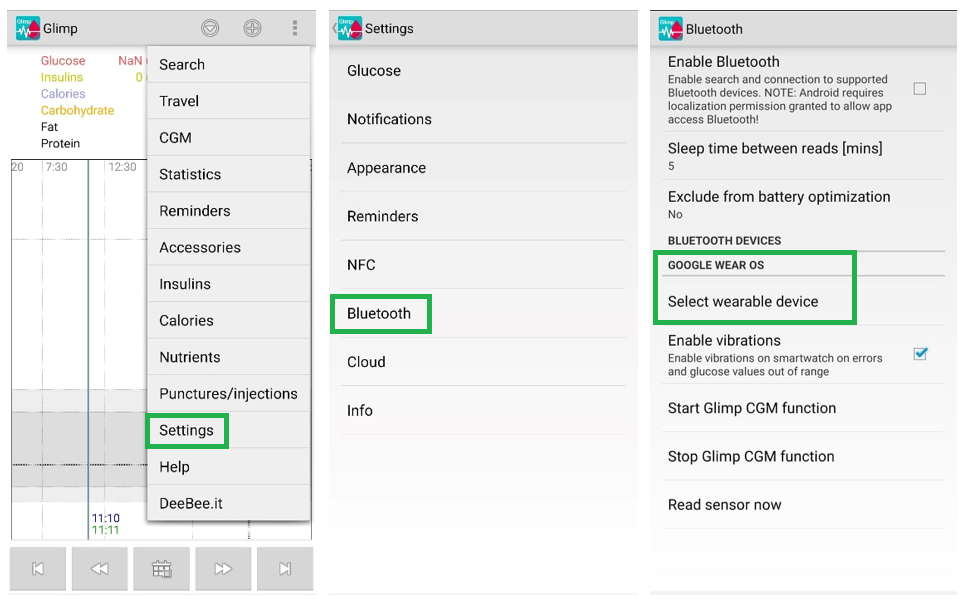 Glimp
Glucose NaN
Insulins 0
Calories
Carbohydrate
Fat
Protein
20 7:30 12:30
11:10
11:11
Search
Travel
CGM
Statistics
Reminders
Accessories
Insulins
Calories
Nutrients
Punctures/injections
Settings
Help
DeeBee.it
Settings
Glucose
Notifications
Appearance
Reminders
NFC
Bluetooth
Cloud
Info
Bluetooth
Enable Bluetooth
Enable search and connection to supported
Bluetooth devices. NOTE: Android requires
localization permission granted to allow app
access Bluetooth!
Sleep time between reads [mins]
5
Exclude from battery optimization
No
BLUETOOTH DEVICES
GOOGLE WEAR OS
Select wearable device
Enable vibrations
Enable vibrations on smartwatch on errors
and glucose values out of range
Start Glimp CGM function
Stop Glimp CGM function
Read sensor now